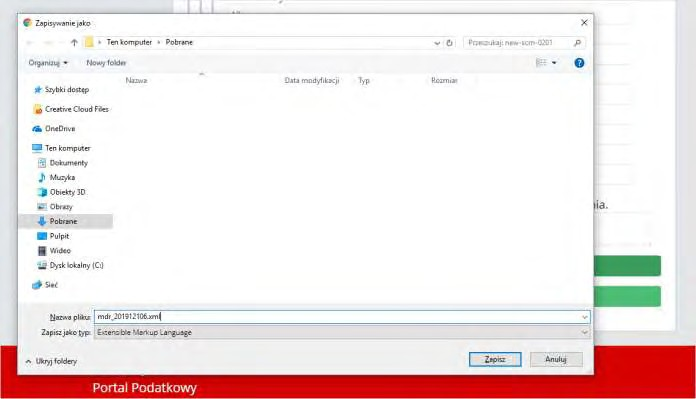 Zapisywanie jako
Ten komputer › Pobrane
Przeszukaj: new-som-0201
Organizuj
Nowy folder
Nazwa
Data modyfikacji
Typ
Rozmiar
Szybki dostęp
Creative Cloud Files
OneDrive
Ten komputer
Dokumenty
Muzyka
Obiekty 3D
Obrazy
Pobrane
Pulpit
Wideo
Dysk lokalny (C:)
Sieć
ia.
Nazwa pliku: mdr_201912106.xml
Zapisz jako typ: Extensible Markup Language
Ukryj foldery
Zapisz
Anuluj
Portal Podatkowy